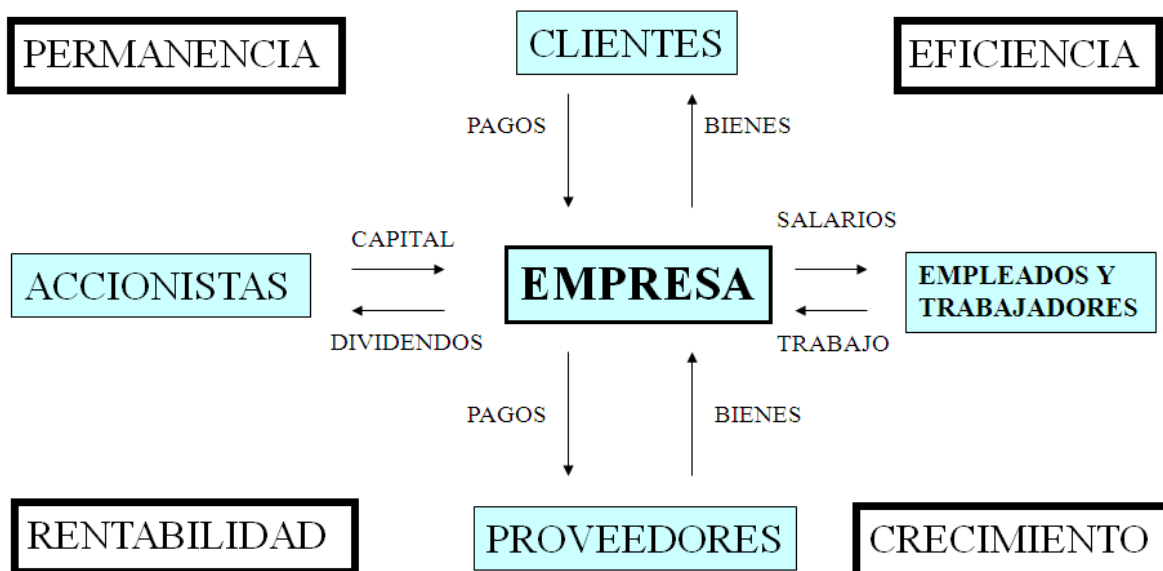 PERMANENCIA
CLIENTES
EFICIENCIA
PAGOS
BIENES
SALARIOS
CAPITAL
ACCIONISTAS
EMPRESA
EMPLEADOS Y
TRABAJADORES
DIVIDENDOS
TRABAJO
PAGOS
BIENES
RENTABILIDAD
PROVEEDORES
CRECIMIENTO